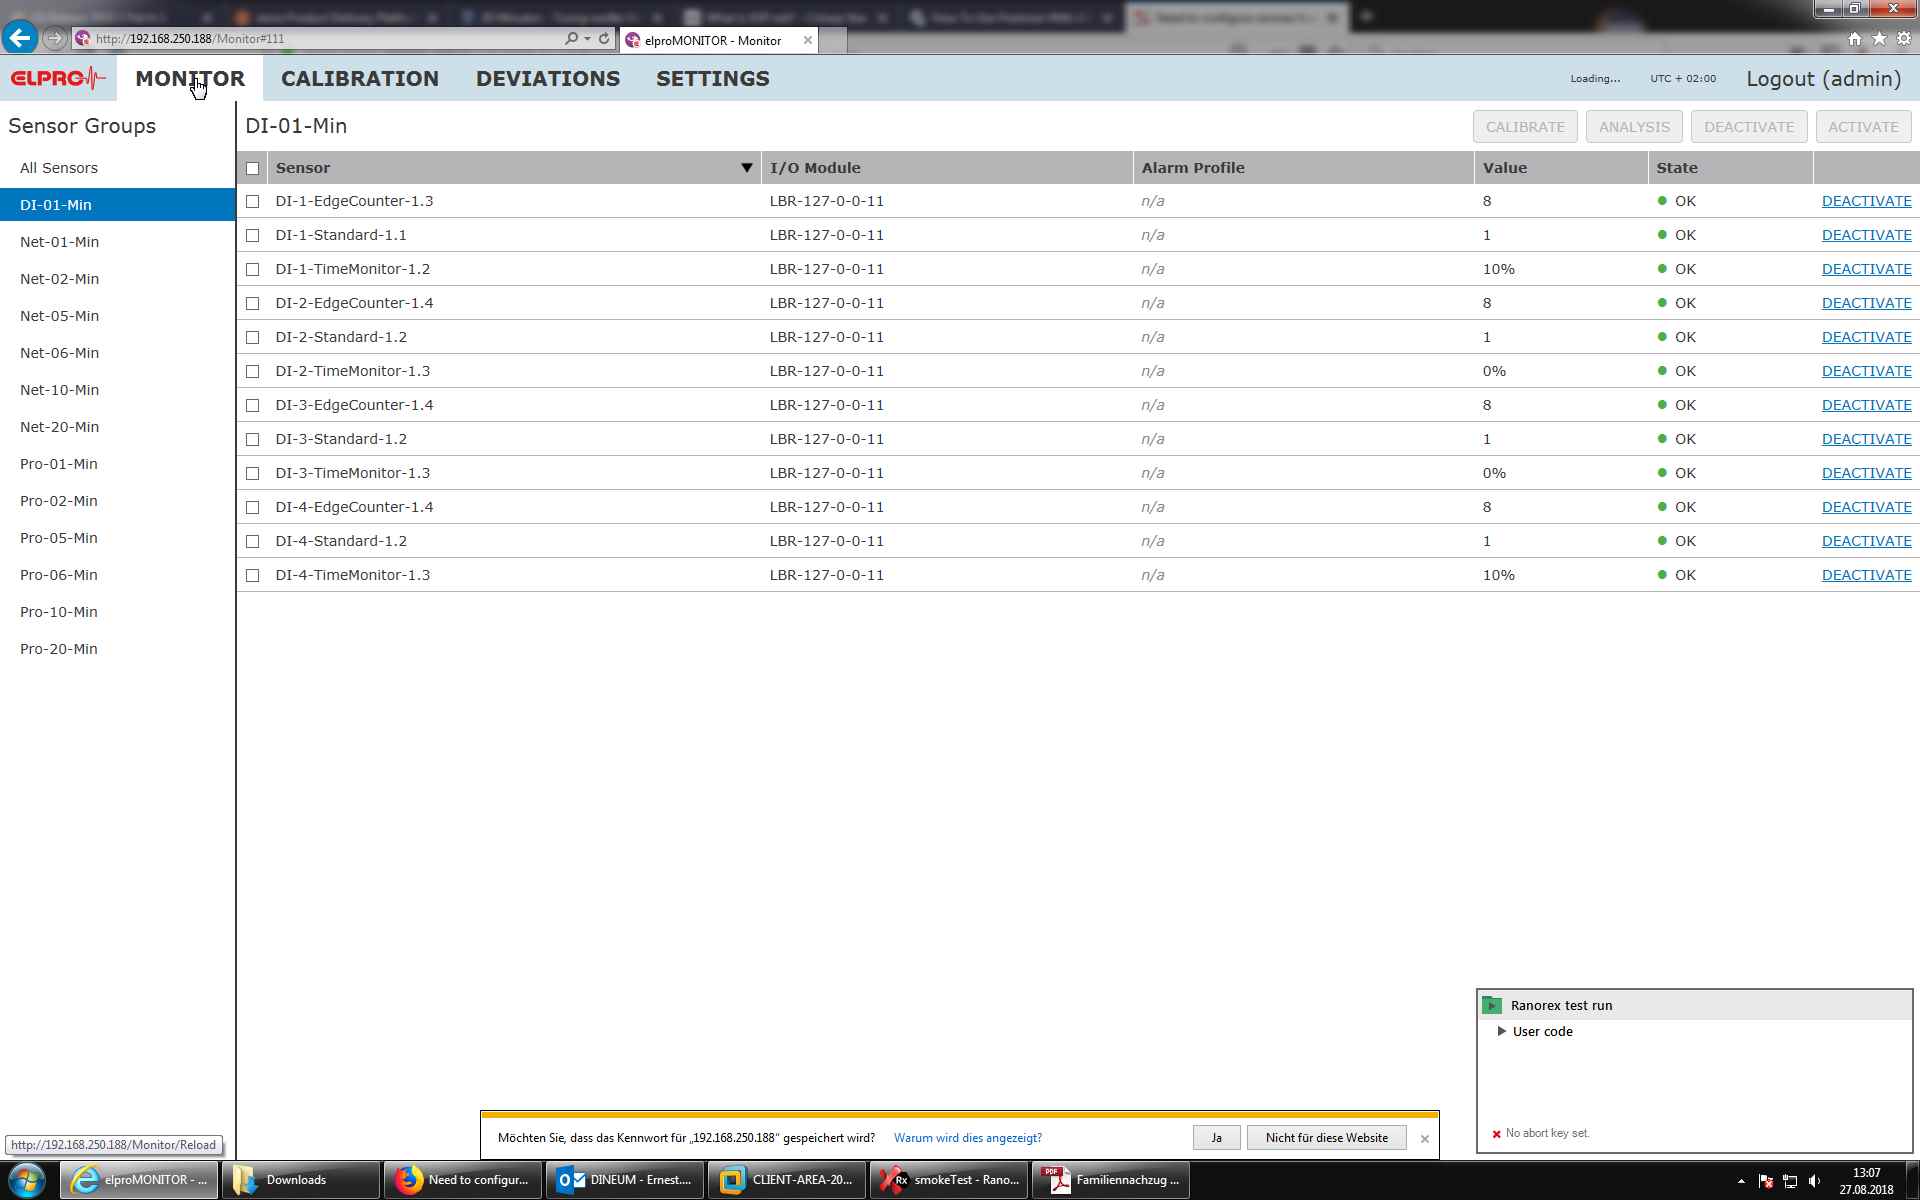 http://192.168.250.188/Monitor#111
elproMONITOR - Monitor
ELPRO
MONITOR
CALIBRATION
DEVIATIONS
SETTINGS
Loading...
UTC + 02:00
Logout (admin)
Sensor Groups
All Sensors
DI-01-Min
Net-01-Min
Net-02-Min
Net-05-Min
Net-06-Min
Net-10-Min
Net-20-Min
Pro-01-Min
Pro-02-Min
Pro-05-Min
Pro-06-Min
Pro-10-Min
Pro-20-Min
DI-01-Min
CALIBRATE ANALYSIS DEACTIVATE ACTIVATE
Sensor I/O Module Alarm Profile Value State
DI-1-EdgeCounter-1.3 LBR-127-0-0-11 n/a 8 OK DEACTIVATE
DI-1-Standard-1.1 LBR-127-0-0-11 n/a 1 OK DEACTIVATE
DI-1-TimeMonitor-1.2 LBR-127-0-0-11 n/a 10% OK DEACTIVATE
DI-2-EdgeCounter-1.4 LBR-127-0-0-11 n/a 8 OK DEACTIVATE
DI-2-Standard-1.2 LBR-127-0-0-11 n/a 1 OK DEACTIVATE
DI-2-TimeMonitor-1.3 LBR-127-0-0-11 n/a 0% OK DEACTIVATE
DI-3-EdgeCounter-1.4 LBR-127-0-0-11 n/a 8 OK DEACTIVATE
DI-3-Standard-1.2 LBR-127-0-0-11 n/a 1 OK DEACTIVATE
DI-3-TimeMonitor-1.3 LBR-127-0-0-11 n/a 0% OK DEACTIVATE
DI-4-EdgeCounter-1.4 LBR-127-0-0-11 n/a 8 OK DEACTIVATE
DI-4-Standard-1.2 LBR-127-0-0-11 n/a 1 OK DEACTIVATE
DI-4-TimeMonitor-1.3 LBR-127-0-0-11 n/a 10% OK DEACTIVATE
Ranorex test run
User code
No abort key set.
Möchten Sie, dass das Kennwort für „192.168.250.188“ gespeichert wird? Warum wird dies angezeigt? Ja Nicht für diese Website
http://192.168.250.188/Monitor/Reload
elproMONITOR - ...
Downloads
Need to configur...
DINEUM - Ernest....
CLIENT-AREA-20...
Rx smokeTest - Rano...
PDF Familiennachzug ...
13:07
27.08.2018